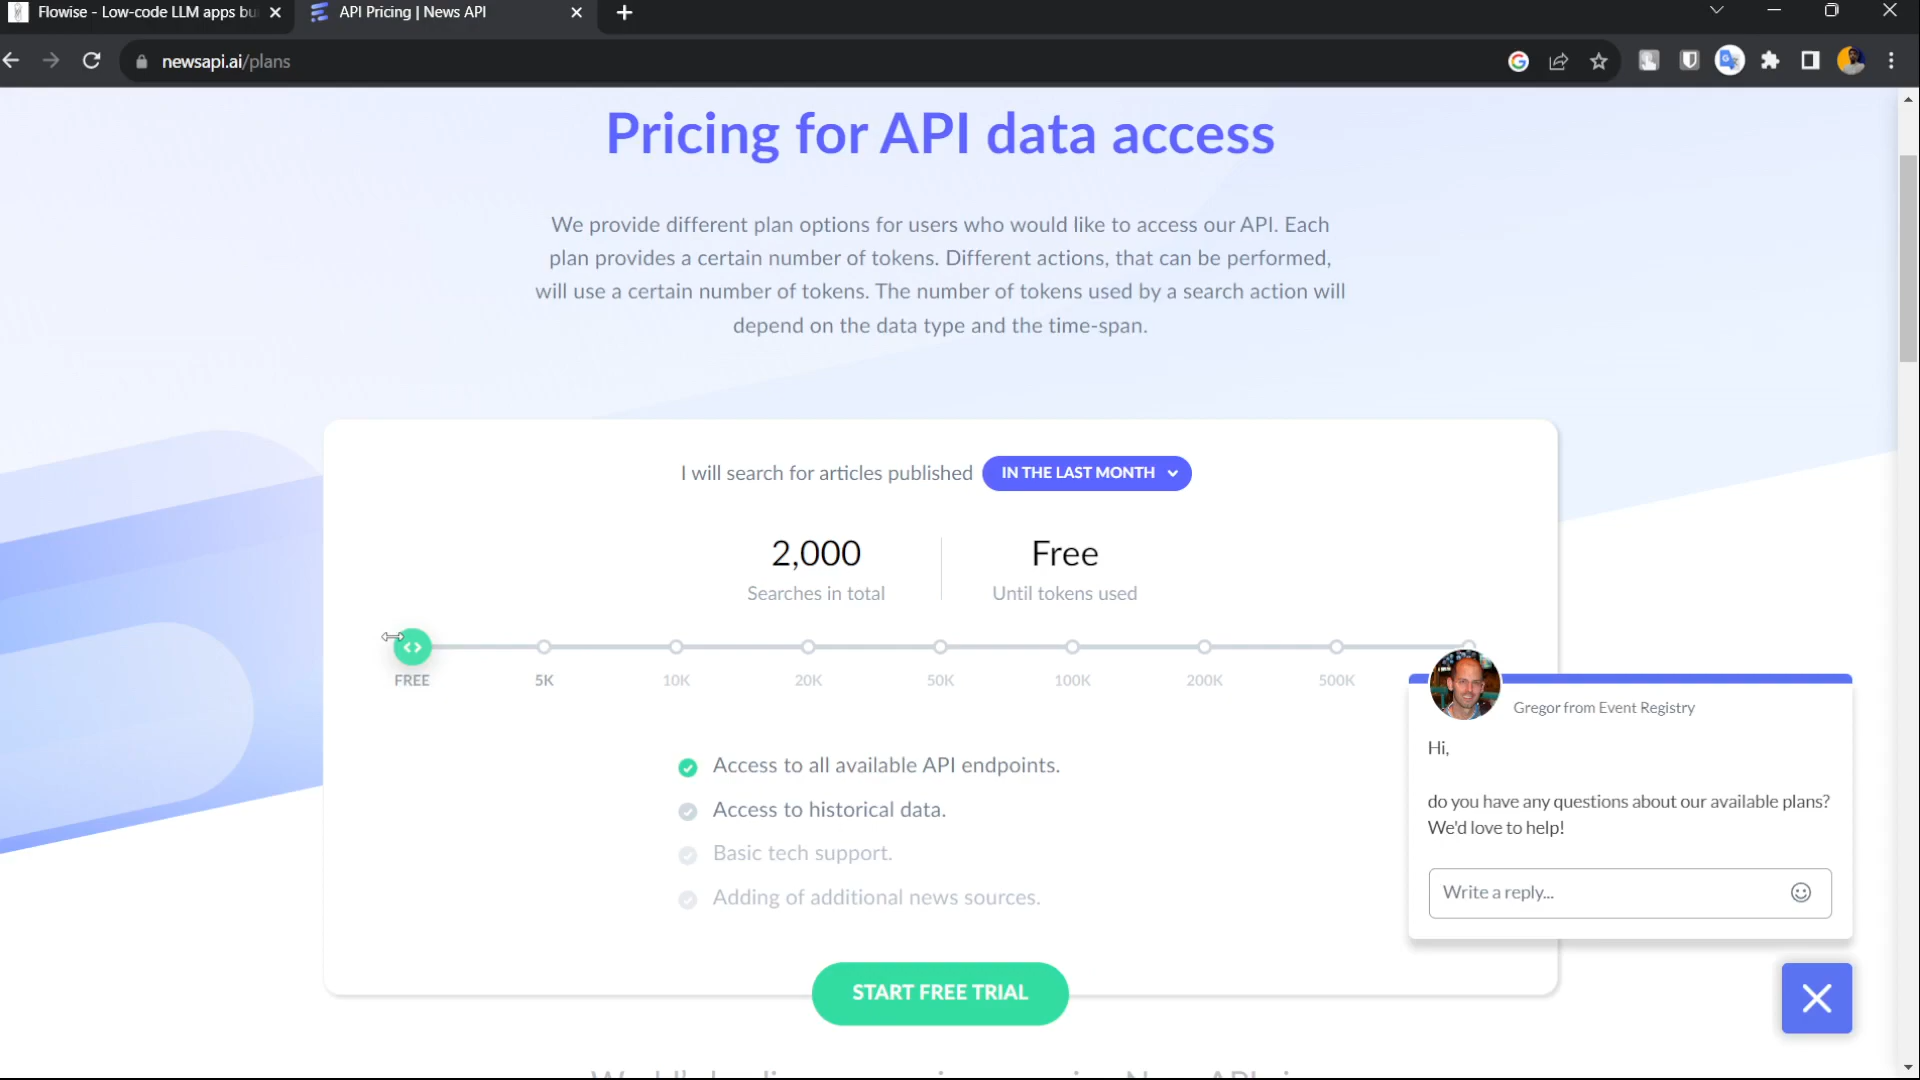 Flowise - Low-code LLM apps bu
API Pricing | News API
newsapi.ai/plans
Pricing for API data access
We provide different plan options for users who would like to access our API. Each
plan provides a certain number of tokens. Different actions, that can be performed,
will use a certain number of tokens. The number of tokens used by a search action will
depend on the data type and the time-span.
I will search for articles published IN THE LAST MONTH
2,000
Searches in total
Free
Until tokens used
FREE 5K 10K 20K 50K 100K 200K 500K
Access to all available API endpoints.
Access to historical data.
Basic tech support.
Adding of additional news sources.
START FREE TRIAL
Gregor from Event Registry
Hi,
do you have any questions about our available plans?
We'd love to help!
Write a reply...